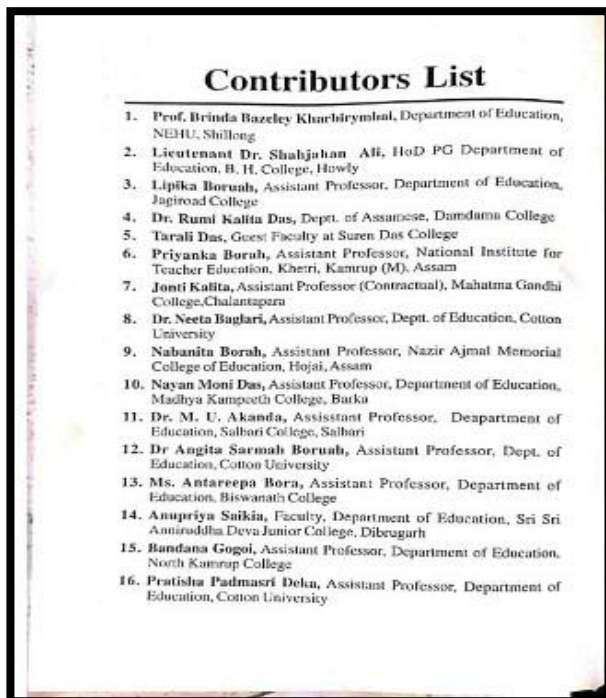 Contributors List
1. Prof. Brinda Bazeley Kharbirymbai, Department of Education,
NEHU, Shillong
2. Lieutenant Dr. Shahjahan Ali, HoD PG Department of
Education, B. H. College, Howly
3. Lipika Boruah, Assistant Professor, Department of Education,
Jagiroad College
4. Dr. Rumi Kalita Das, Deptt. of Assamese, Damdama College
5. Tarali Das, Guest Faculty at Suren Das College
6. Priyanka Borah, Assistant Professor, National Institute for
Teacher Education, Khetri, Kamrup (M), Assam
7. Jonti Kalita, Assistant Professor (Contractual), Mahatma Gandhi
College,Chalantapara
8. Dr. Neeta Baglari, Assistant Professor, Deptt. of Education, Cotton
University
9. Nabanita Borah, Assistant Professor, Nazir Ajmal Memorial
College of Education, Hojai, Assam
10. Nayan Moni Das, Assistant Professor, Department of Education,
Madhya Kampeeth College, Barka
11. Dr. M. U. Akanda, Assisstant Professor, Deapartment of
Education, Salbari College, Salbari
12. Dr Angita Sarmah Boruah, Assistant Professor, Dept. of
Education, Cotton University
13. Ms. Antareepa Bora, Assistant Professor, Department of
Education, Biswanath College
14. Anupriya Saikia, Faculty, Department of Education, Sri Sri
Anniruddha Deva Junior College, Dibrugarh
15. Bandana Gogoi, Assistant Professor, Department of Education,
North Kamrup College
16. Pratisha Padmasri Deka, Assistant Professor, Department of
Education, Cotton University